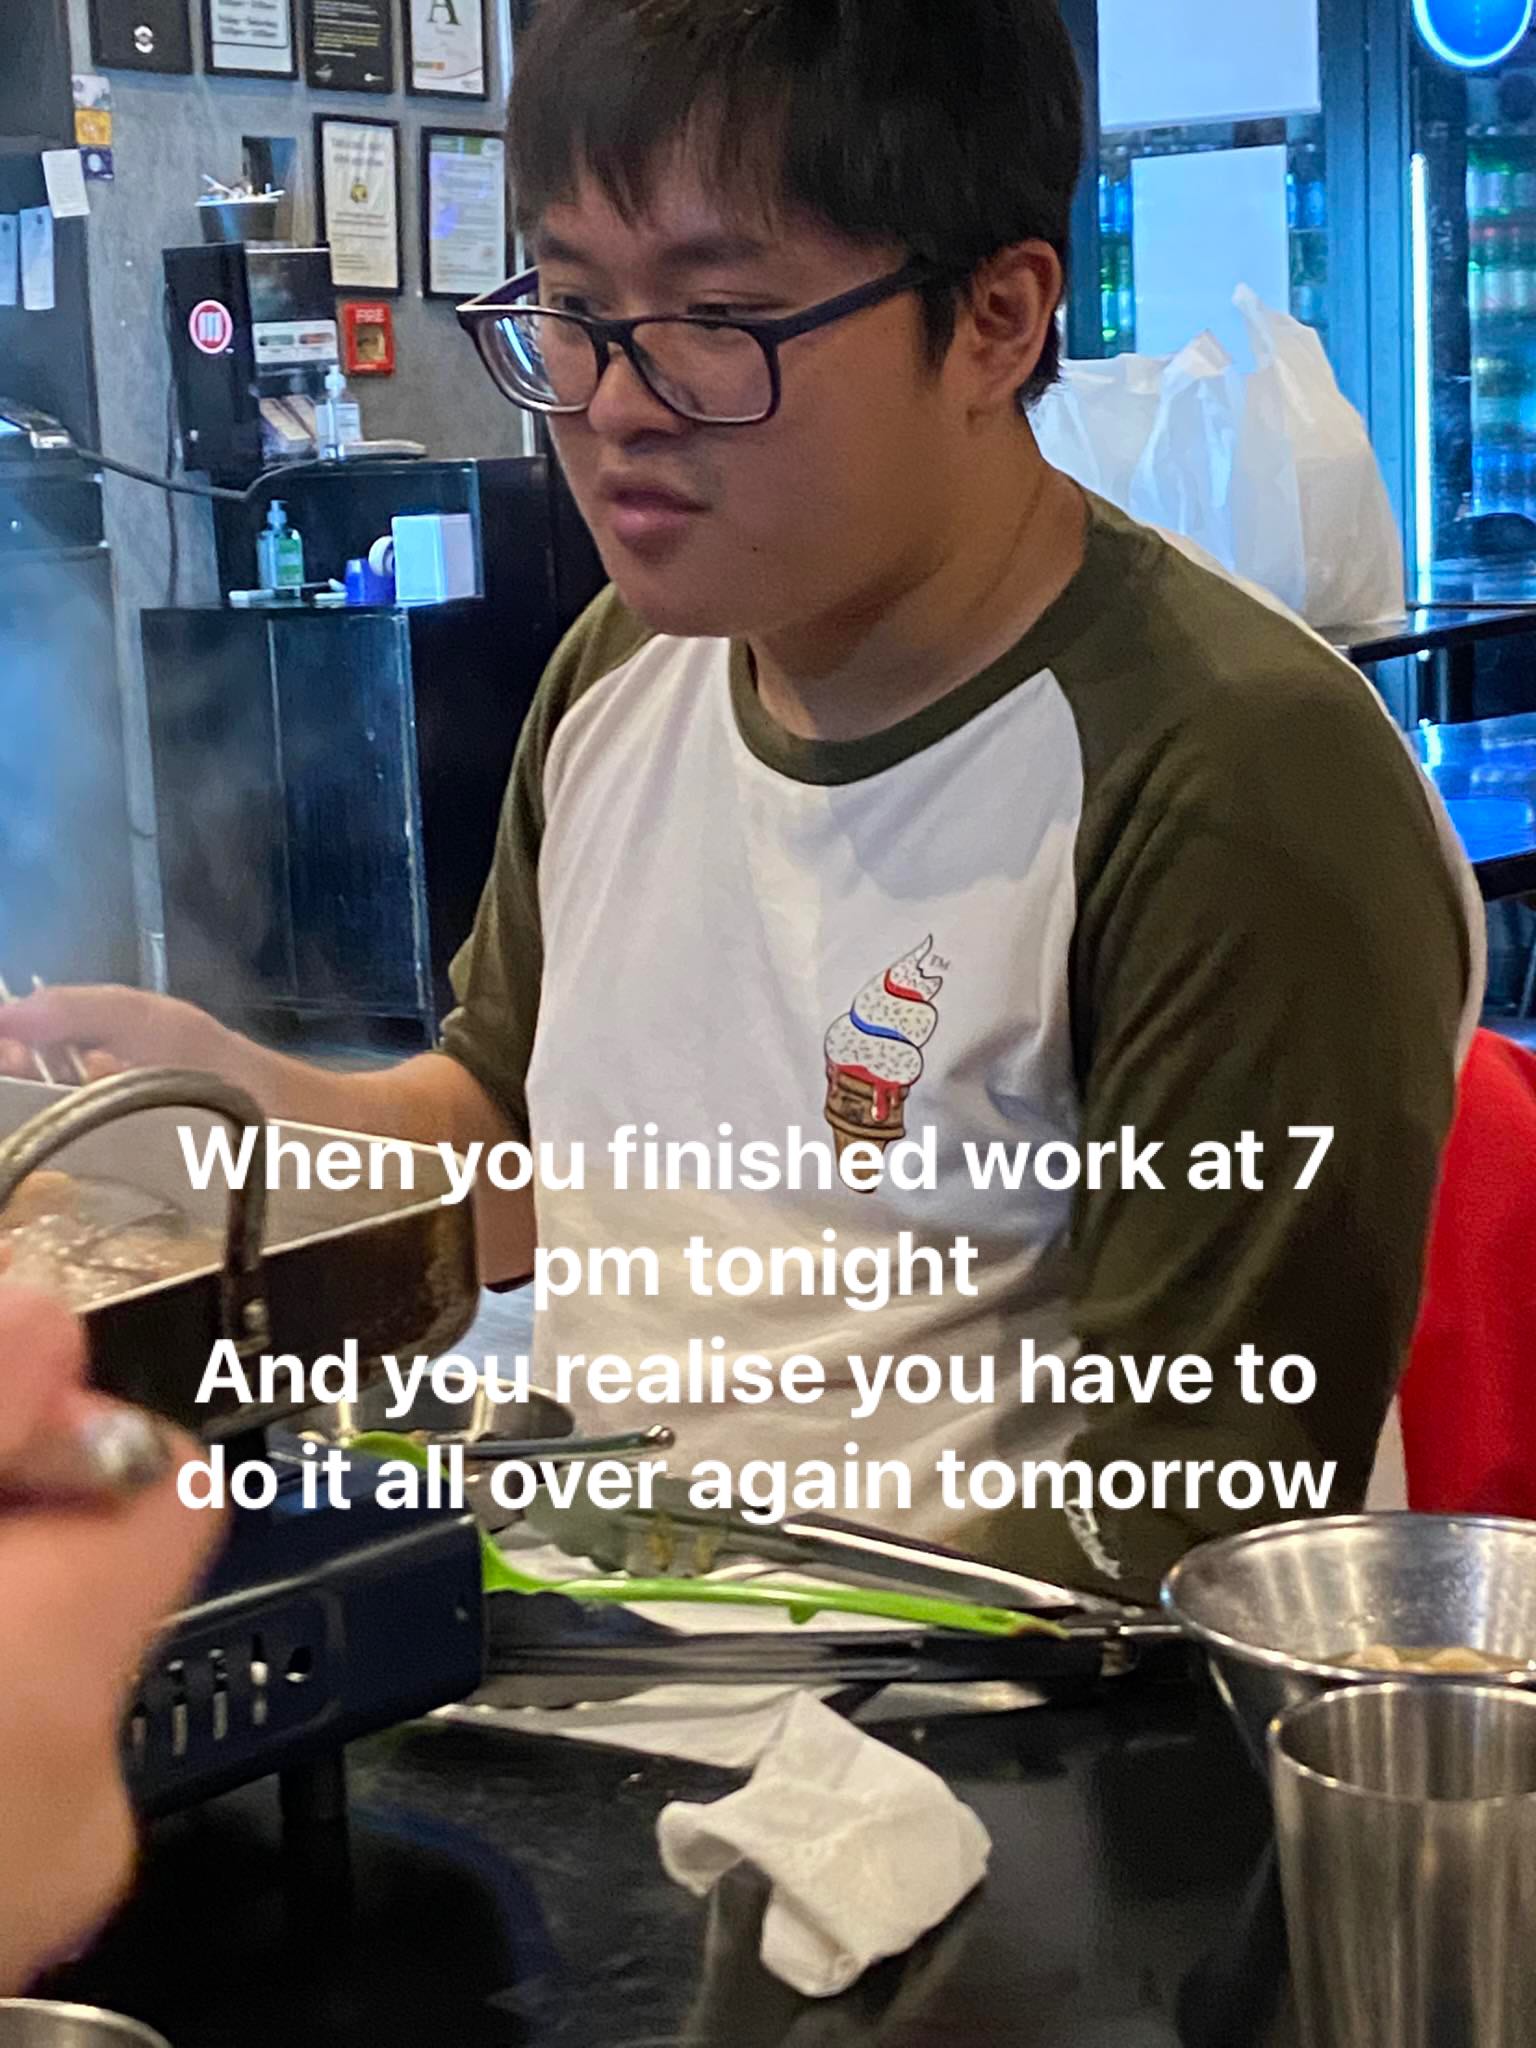 A
FIRE
TM
When you finished work at 7
pm tonight
And you realise you have to
do it all over again tomorrow